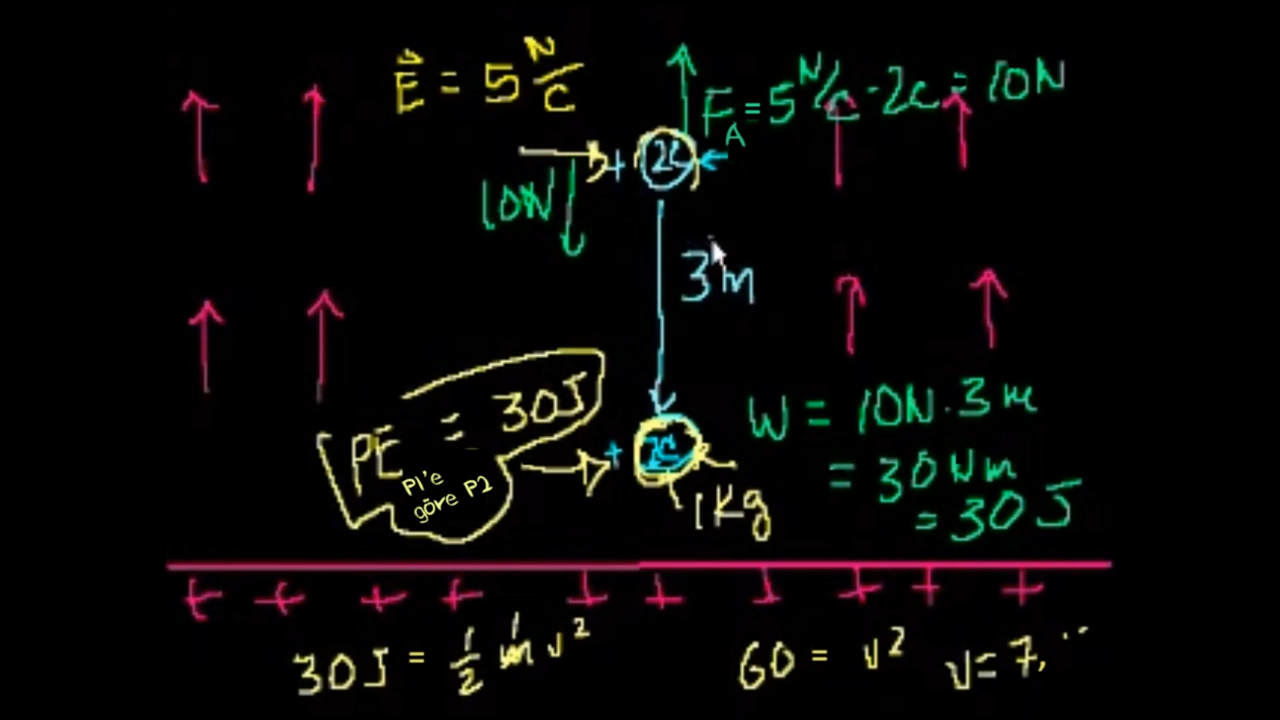 E = 5 N/C
F_A = 5 N/C · 2C = 10N
+ 2C
10N
3m
PE = 30J
P1'e
göre P2
+ 2C
1Kg
W = 10N · 3m
= 30Nm
= 30J
+ + + + + + + + + +
30J = 1/2 m v²
60 = v²
v = 7,...